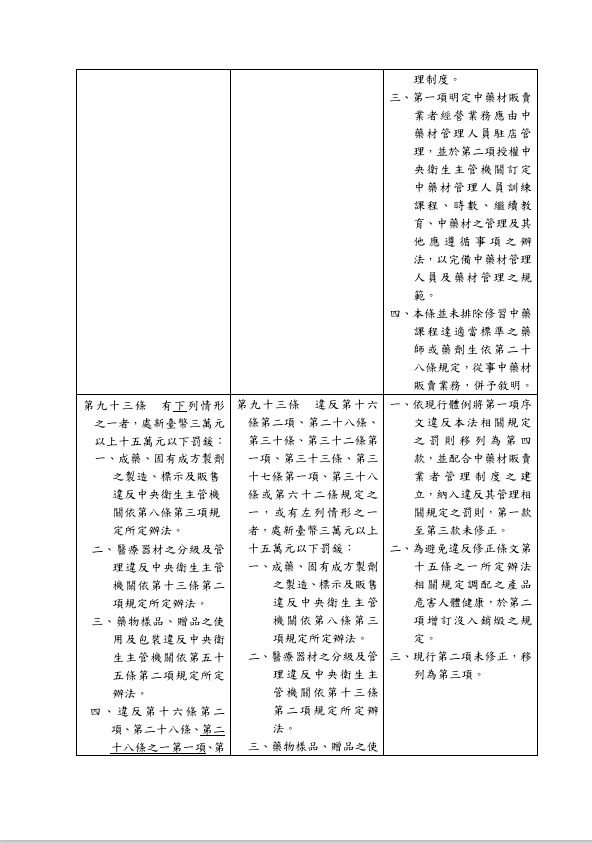 理制度。
三、第一項明定中藥材販賣
業者經營業務應由中
藥材管理人員駐店管
理，並於第二項授權中
央衛生主管機關訂定
中藥材管理人員訓練
課程、時數、繼續教
育、中藥材之管理及其
他應遵循事項之辦
法，以完備中藥材管理
人員及藥材管理之規
範。
四、本條並未排除修習中藥
課程達適當標準之藥
師或藥劑生依第二十
八條規定，從事中藥材
販賣業務，併予敘明。
第九十三條　有下列情形
之一者，處新臺幣三萬元
以上十五萬元以下罰鍰：
一、成藥、固有成方製劑
之製造、標示及販售
違反中央衛生主管機
關依第八條第三項規
定所定辦法。
二、醫療器材之分級及管
理違反中央衛生主管
機關依第十三條第二
項規定所定辦法。
三、藥物樣品、贈品之使
用及包裝違反中央衛
生主管機關依第五十
五條第二項規定所定
辦法。
四、違反第十六條第二
項、第二十八條、第二
十八條之一第一項、第
第九十三條　違反第十六
條第二項、第二十八條、
第三十條、第三十二條第
一項、第三十三條、第三
十七條第一項、第三十八
條或第六十二條規定之
一，或有左列情形之一
者，處新臺幣三萬元以上
十五萬元以下罰鍰：
一、成藥、固有成方製劑
之製造、標示及販售
違反中央衛生主管
機關依第八條第三
項規定所定辦法。
二、醫療器材之分級及管
理違反中央衛生主
管機關依第十三條
第二項規定所定辦
法。
三、藥物樣品、贈品之使
一、依現行體例將第一項序
文違反本法相關規定
之罰則移列為第四
款，並配合中藥材販賣
業者管理制度之建
立，納入違反其管理相
關規定之罰則，第一款
至第三款未修正。
二、為避免違反修正條文第
十五條之一所定辦法
相關規定調配之產品
危害人體健康，於第二
項增訂沒入銷燬之規
定。
三、現行第二項未修正，移
列為第三項。